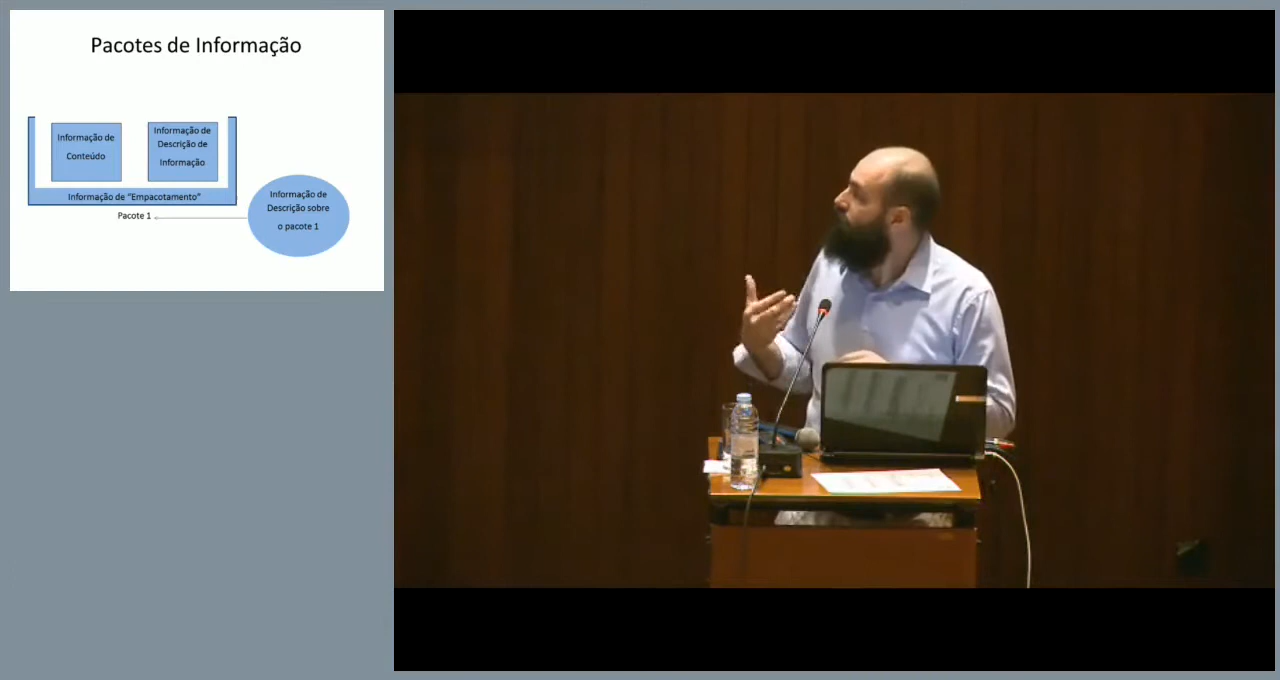 Pacotes de Informação
Informação de
Conteúdo
Informação de
Descrição de
Informação
Informação de “Empacotamento”
Pacote 1
Informação de
Descrição sobre
o pacote 1